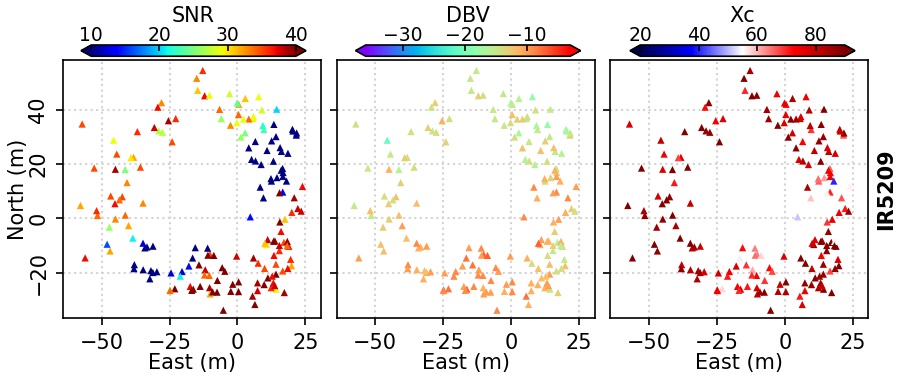 SNR DBV Xc
10 20 30 40 −30 −20 −10 20 40 60 80
North (m)
40
20
0
−20
IR5209
−50 −25 0 25 −50 −25 0 25 −50 −25 0 25
East (m) East (m) East (m)